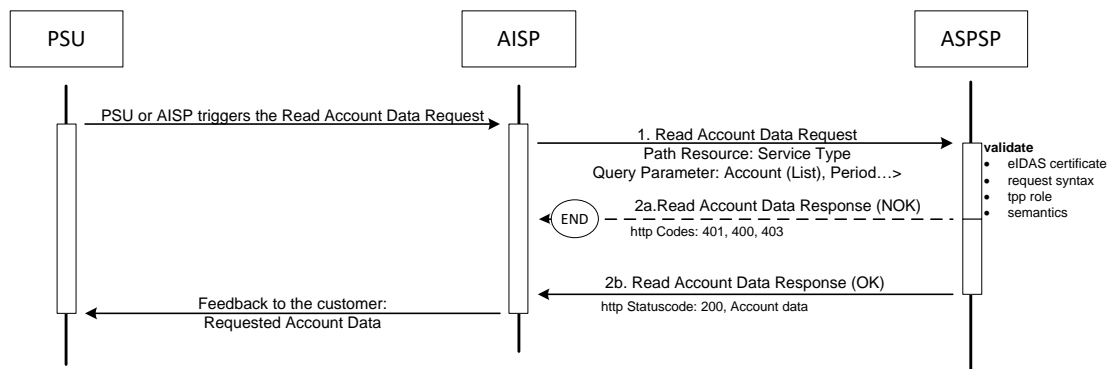 PSU
AISP
ASPSP
PSU or AISP triggers the Read Account Data Request
1. Read Account Data Request
Path Resource: Service Type
Query Parameter: Account (List), Period…>
validate
• eIDAS certificate
• request syntax
• tpp role
• semantics
2a.Read Account Data Response (NOK)
END
http Codes: 401, 400, 403
2b. Read Account Data Response (OK)
http Statuscode: 200, Account data
Feedback to the customer:
Requested Account Data